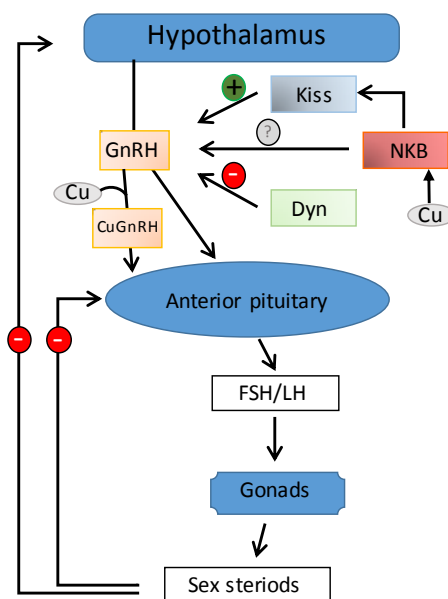 Hypothalamus
+
Kiss
?
GnRH
NKB
-
Cu
Dyn
Cu
CuGnRH
Anterior pituitary
- -
FSH/LH
Gonads
Sex steriods